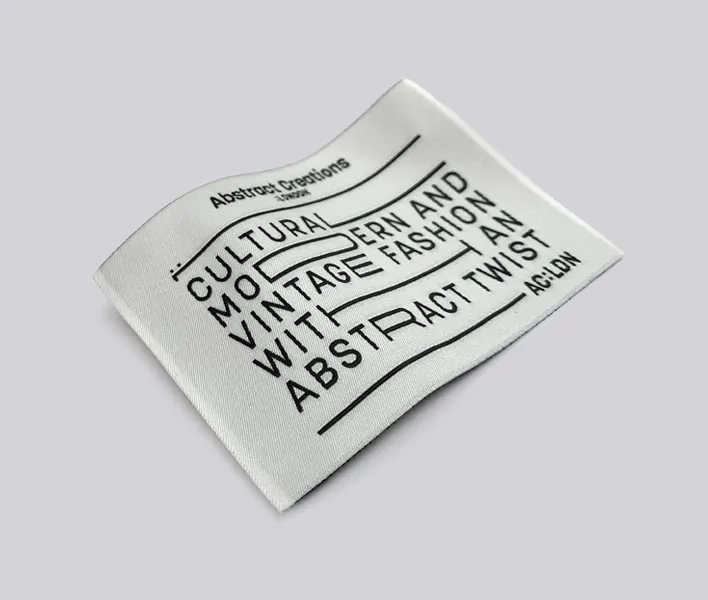 Abstract Creations
:LONDON
CULTURAL
MODERN AND
VINTAGE FASHION
WITH AN
ABSTRACT TWIST
AC:LDN